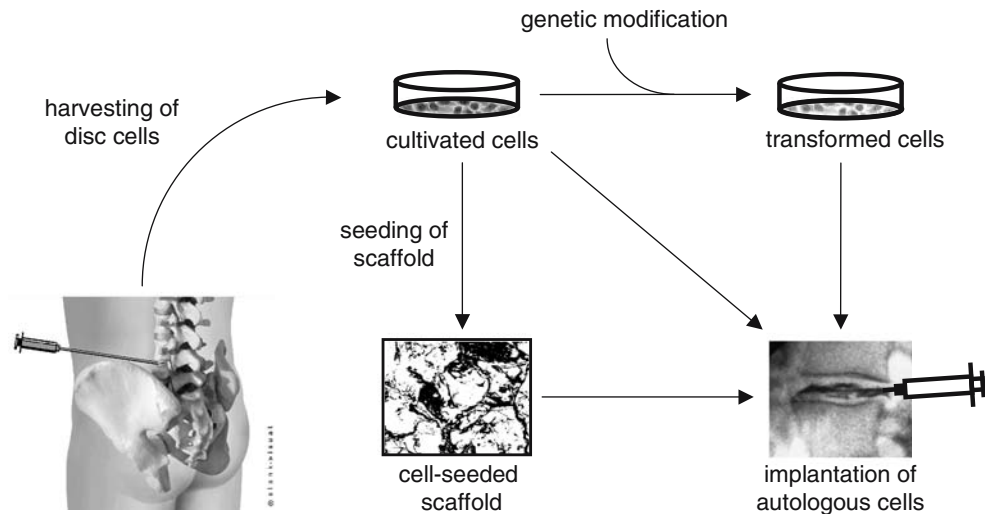 genetic modification
harvesting of
disc cells
cultivated cells
transformed cells
seeding of
scaffold
cell-seeded
scaffold
implantation of
autologous cells